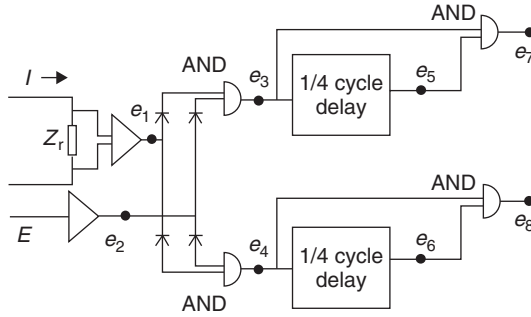 AND
e7
I
AND
e3
1/4 cycle
delay
e5
e1
Zr
AND
e8
E
e2
e4
1/4 cycle
delay
e6
AND